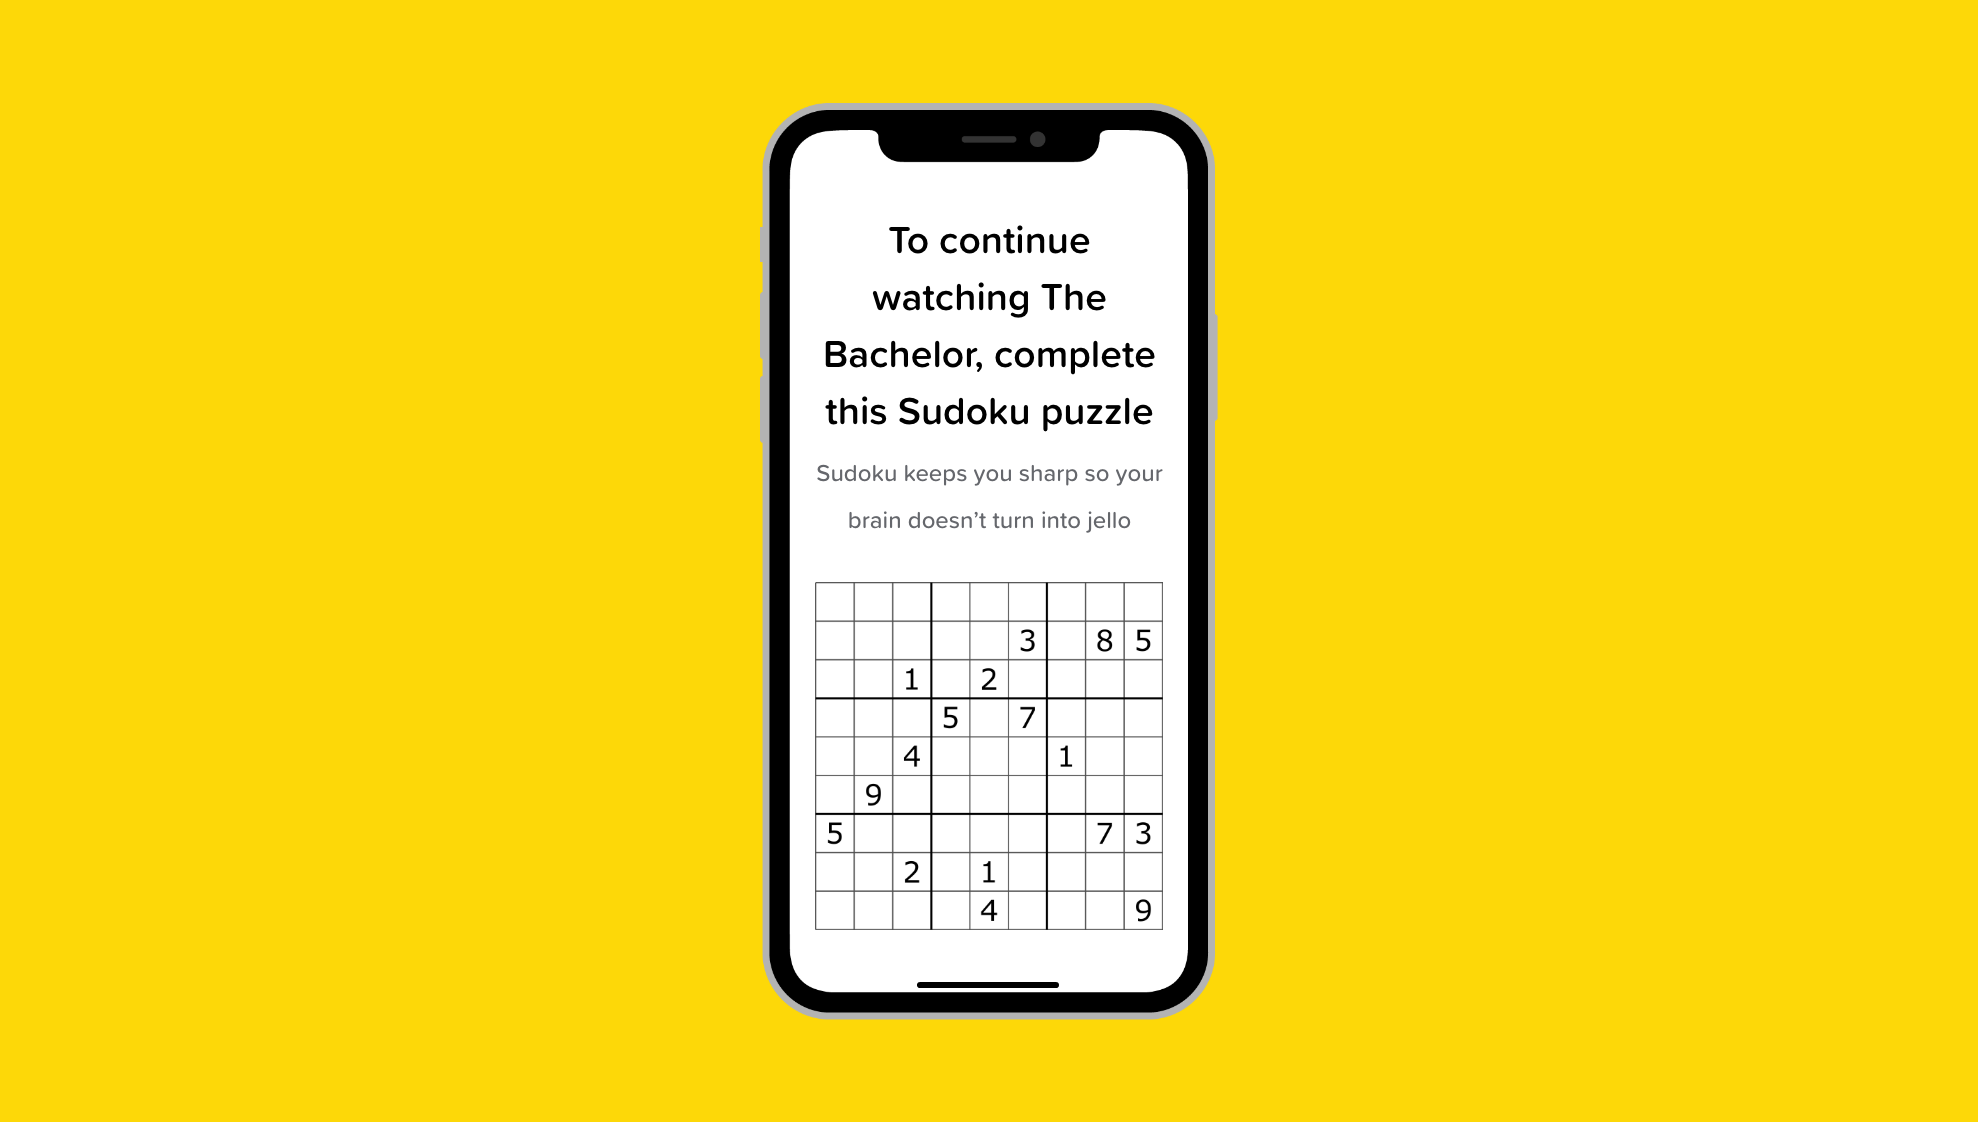 To continue
watching The
Bachelor, complete
this Sudoku puzzle
Sudoku keeps you sharp so your
brain doesn’t turn into jello
3 8 5
1 2
5 7
4 1
9
5 7 3
2 1
4 9